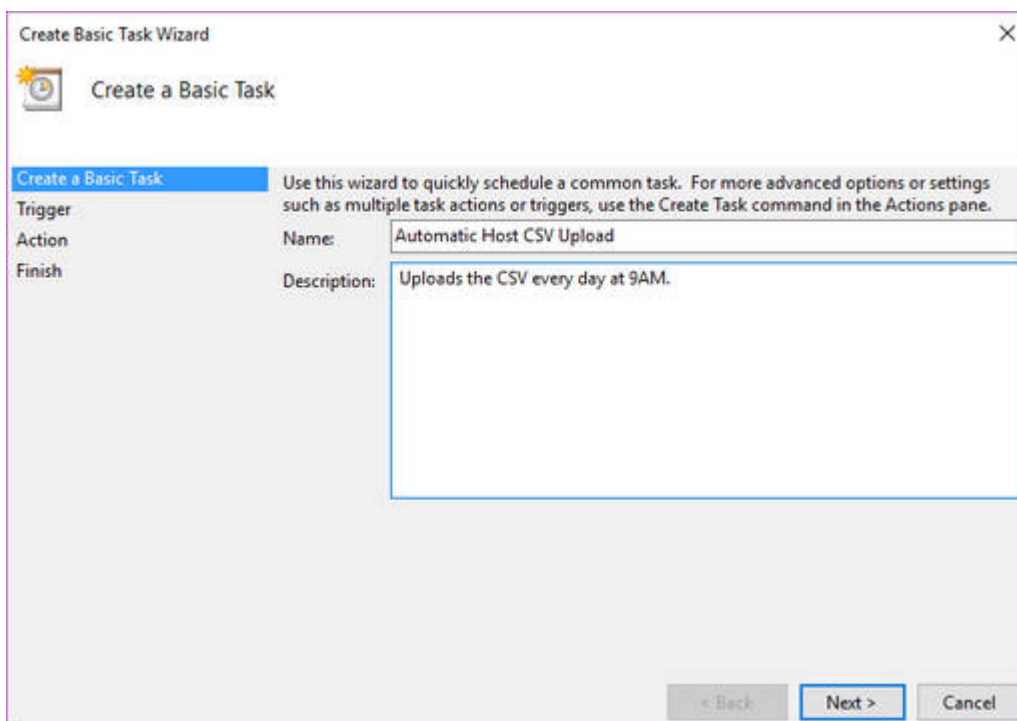 Create Basic Task Wizard
Create a Basic Task
Create a Basic Task
Trigger
Action
Finish
Use this wizard to quickly schedule a common task. For more advanced options or settings
such as multiple task actions or triggers, use the Create Task command in the Actions pane.
Name:
Automatic Host CSV Upload
Description:
Uploads the CSV every day at 9AM.
< Back
Next >
Cancel